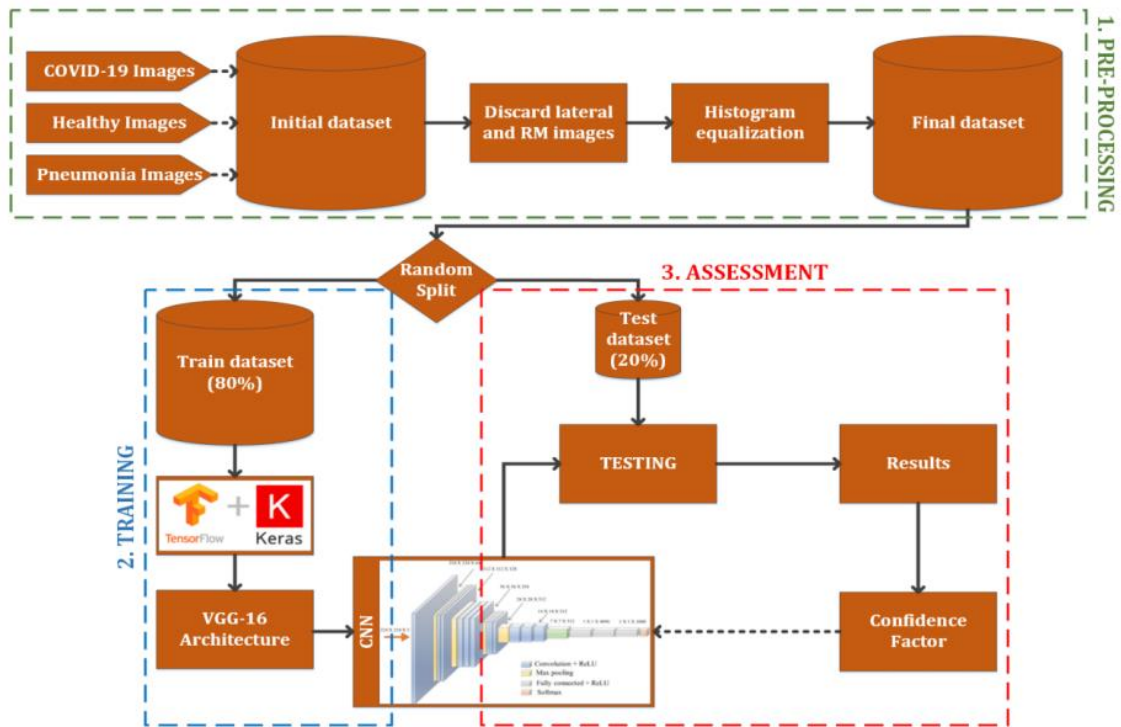 1. PRE-PROCESSING
COVID-19 Images
Healthy Images
Pneumonia Images
Initial dataset
Discard lateral
and RM images
Histogram
equalization
Final dataset
Random
Split
3. ASSESSMENT
2. TRAINING
Train dataset
(80%)
Test
dataset
(20%)
TESTING
Results
TensorFlow
+
K
Keras
VGG-16
Architecture
CNN
Convolution + ReLU
Max pooling
Fully connected + ReLU
Softmax
Confidence
Factor